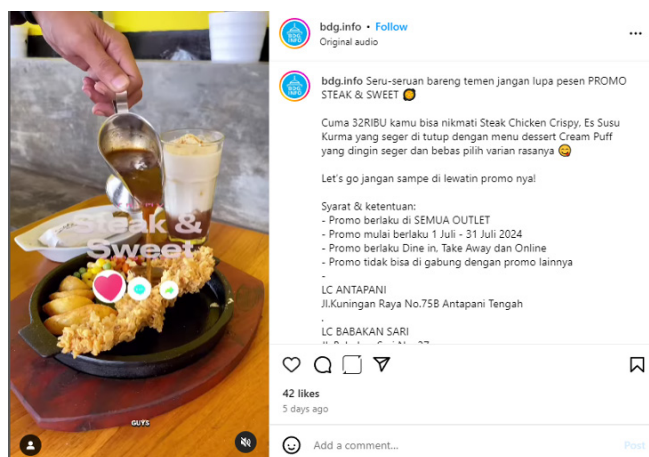 bdg.info • Follow
Original audio
bdg.info Seru-seruan bareng temen jangan lupa pesen PROMO
STEAK & SWEET
Cuma 32RIBU kamu bisa nikmati Steak Chicken Crispy, Es Susu
Kurma yang seger di tutup dengan menu dessert Cream Puff
yang dingin seger dan bebas pilih varian rasanya
Let's go jangan sampe di lewatin promo nya!
Syarat & ketentuan:
- Promo berlaku di SEMUA OUTLET
- Promo mulai berlaku 1 Juli - 31 Juli 2024
- Promo berlaku Dine in, Take Away dan Online
- Promo tidak bisa di gabung dengan promo lainnya
-
LC ANTAPANI
Jl.Kuningan Raya No.75B Antapani Tengah
.
LC BABAKAN SARI
42 likes
5 days ago
Add a comment...
Post
Steak &
Sweet
GUYS
BDG
INFO
BDG
INFO